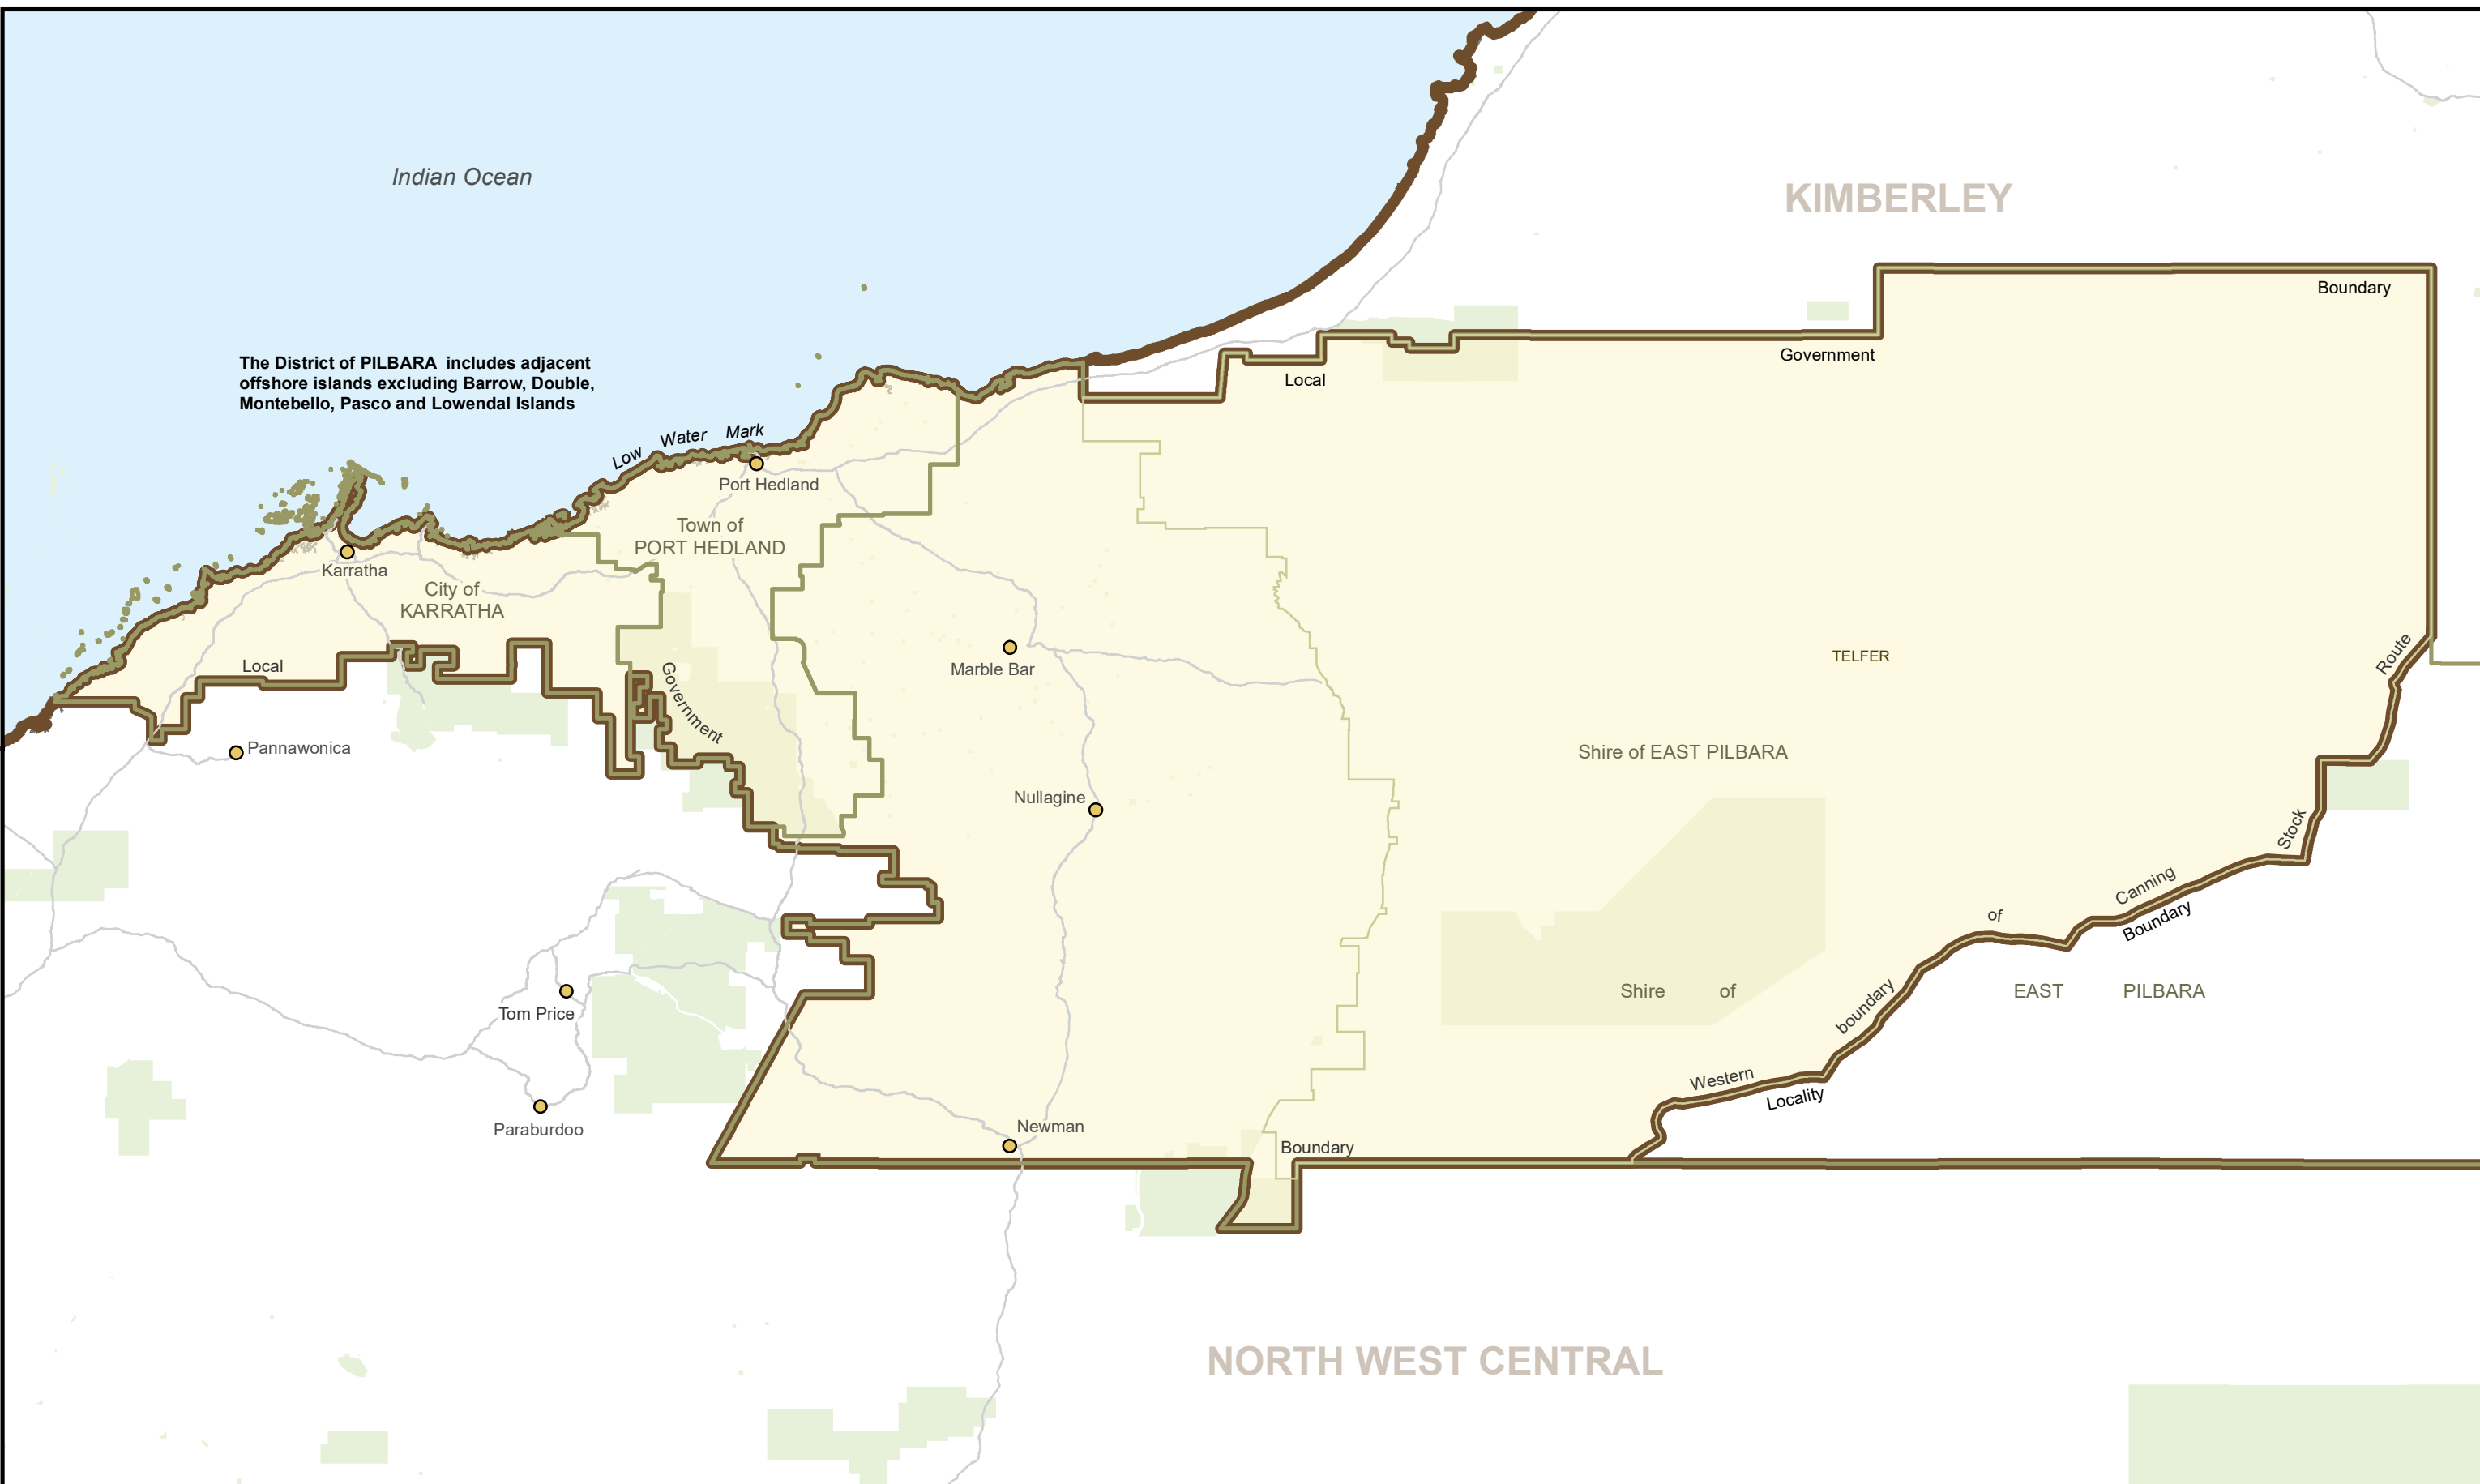 Indian Ocean
KIMBERLEY
Boundary
Government
Local
The District of PILBARA includes adjacent
offshore islands excluding Barrow, Double,
Montebello, Pasco and Lowendal Islands
Low Water Mark
Port Hedland
Town of
PORT HEDLAND
Karratha
City of
KARRATHA
Local
Government
Marble Bar
TELFER
Route
Pannawonica
Shire of EAST PILBARA
Nullagine
Stock
Canning
of
Boundary
Shire of
EAST PILBARA
boundary
Tom Price
Western
Locality
Paraburdoo
Newman
Boundary
NORTH WEST CENTRAL